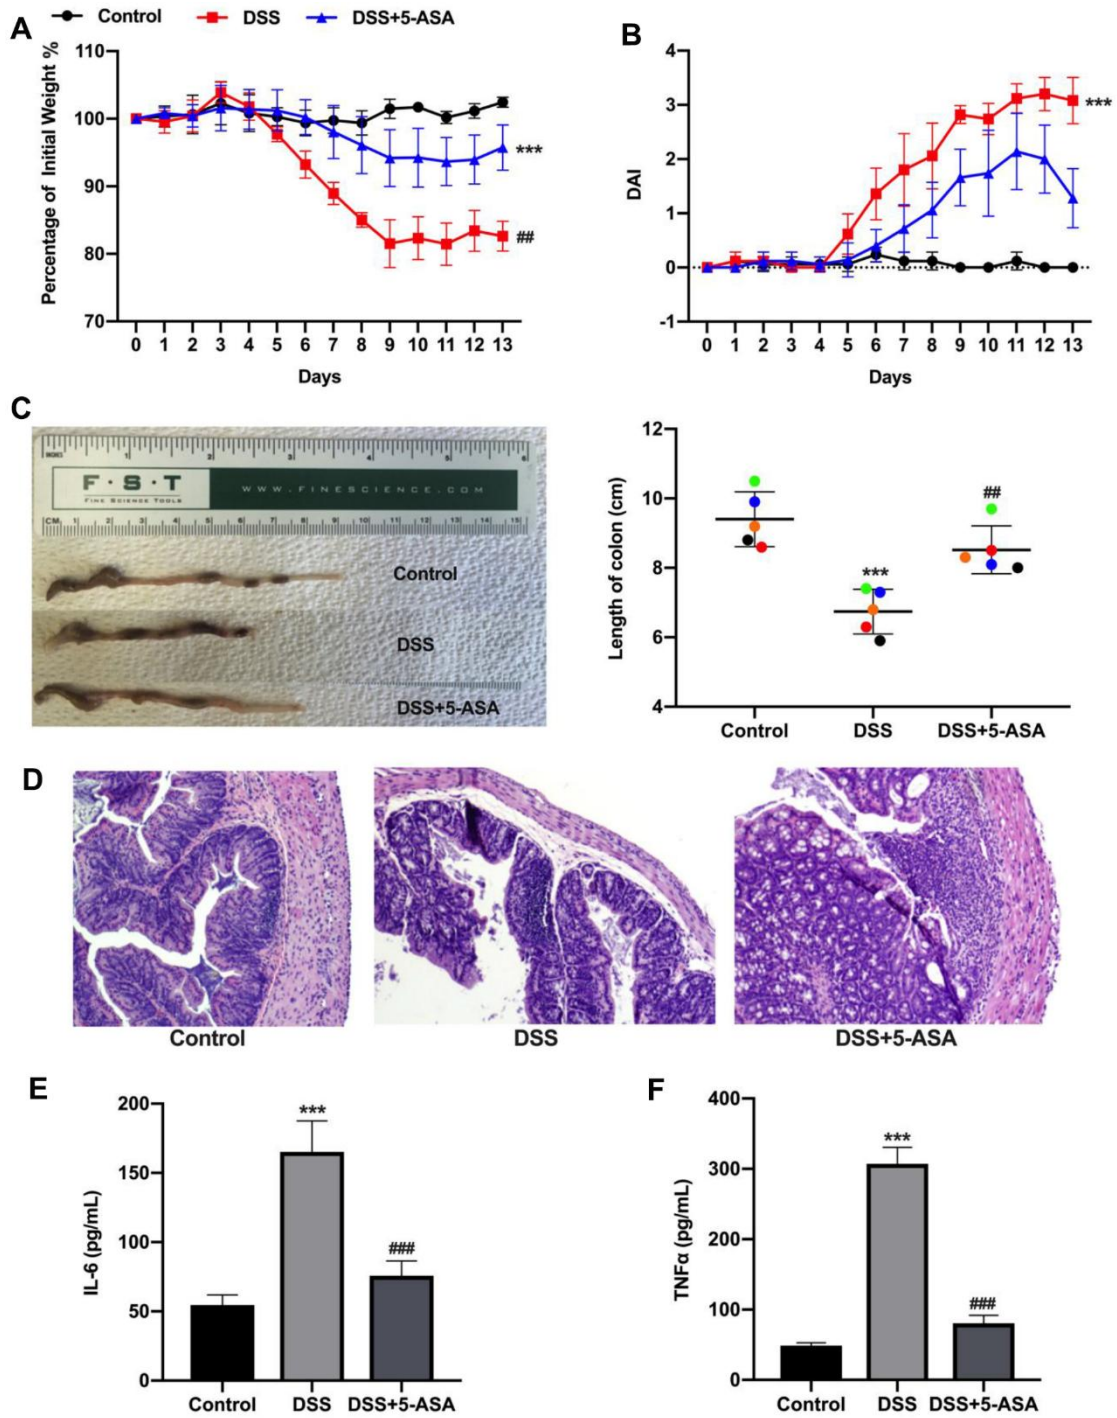 A
Control
DSS
DSS+5-ASA
Percentage of Initial Weight %
110
100
90
80
70
***
##
0 1 2 3 4 5 6 7 8 9 10 11 12 13
Days
B
DAI
4
3
2
1
0
-1
***
0 1 2 3 4 5 6 7 8 9 10 11 12 13
Days
C
1 2 3 4 5 6
F·S·T
FINE SCIENCE TOOLS
WWW.FINESCIENCE.COM
CM 1 2 3 4 5 6 7 8 9 10 11 12 13 14 15
Control
DSS
DSS+5-ASA
Length of colon (cm)
12
10
8
6
4
***
##
Control DSS DSS+5-ASA
D
Control DSS DSS+5-ASA
E
IL-6 (pg/mL)
200
150
100
50
0
***
###
Control DSS DSS+5-ASA
F
TNFα (pg/mL)
400
300
200
100
0
***
###
Control DSS DSS+5-ASA